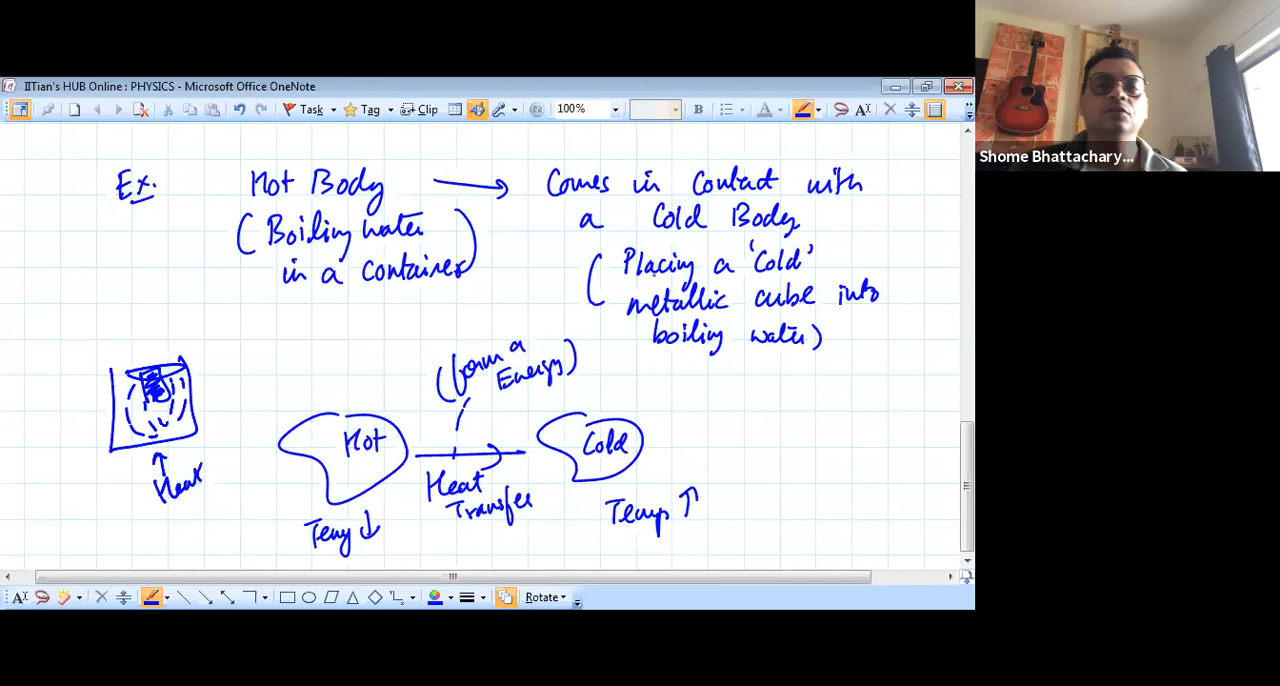 IITian's HUB Online : PHYSICS - Microsoft Office OneNote
Task Tag Clip 100% B A
Shome Bhattachary...
Ex. Hot Body → Comes in Contact with
a Cold Body
(Boiling water
in a container)
(Placing a 'Cold'
metallic cube into
boiling water)
(form a
Energy)
Hot
Cold
Heat
Transfer
Heat
Temp ↓
Temp ↑
Rotate